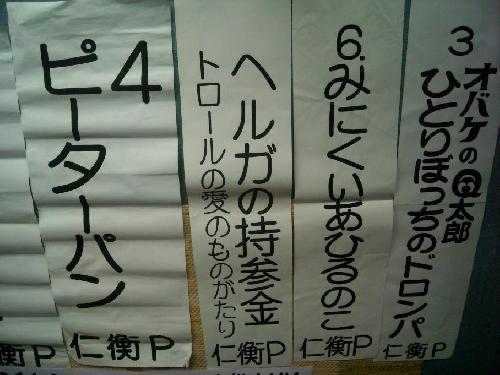 3
オバケのQ太郎
ひとりぼっちのドロンパ
仁衡P
6.みにくいあひるのこ
仁衡P
ヘルガの持参金
トロールの愛のものがたり
仁衡P
4
ピーターパン
仁衡P
衡P